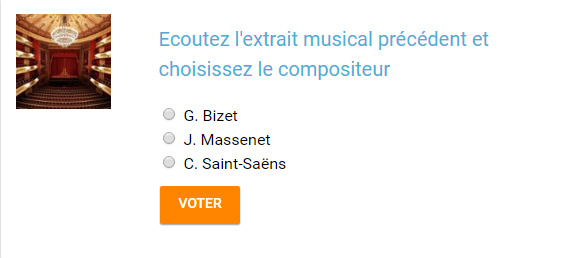 Ecoutez l'extrait musical précédent et
choisissez le compositeur
G. Bizet
J. Massenet
C. Saint-Saëns
VOTER